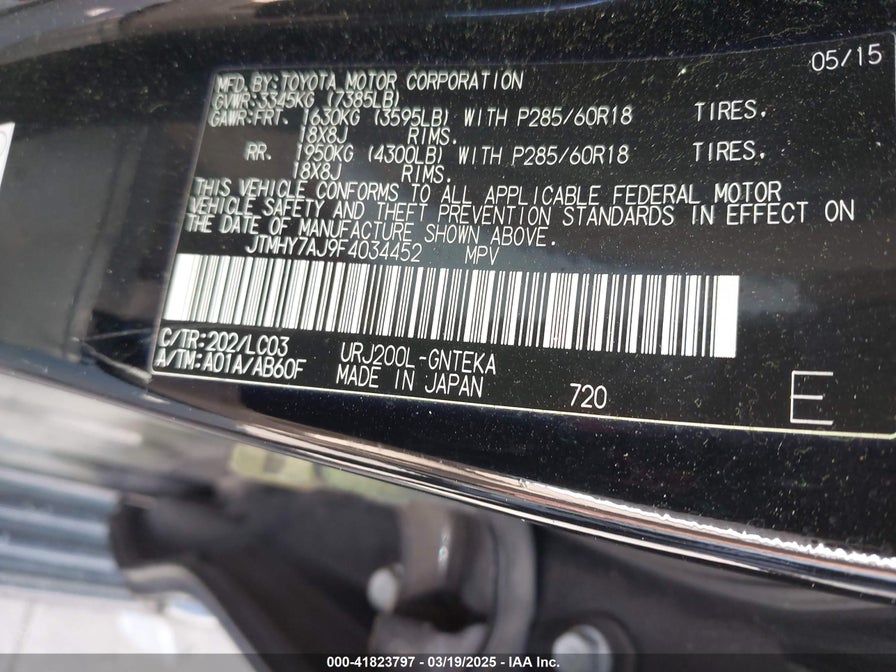 05/15
MFD.BY:TOYOTA MOTOR CORPORATION
GVWR:3345KG (7385LB)
GAWR:FRT. 1630KG (3595LB) WITH P285/60R18 TIRES.
18X8J RIMS.
RR. 1950KG (4300LB) WITH P285/60R18 TIRES.
18X8J RIMS.
THIS VEHICLE CONFORMS TO ALL APPLICABLE FEDERAL MOTOR
VEHICLE SAFETY AND THEFT PREVENTION STANDARDS IN EFFECT ON
THE DATE OF MANUFACTURE SHOWN ABOVE.
JTMHY7AJ9F4034452 MPV
C/TR:202/LC03 URJ200L-GNTEKA
A/TM:A01A/AB60F MADE IN JAPAN 720 E
000-41823797 - 03/19/2025 - IAA Inc.